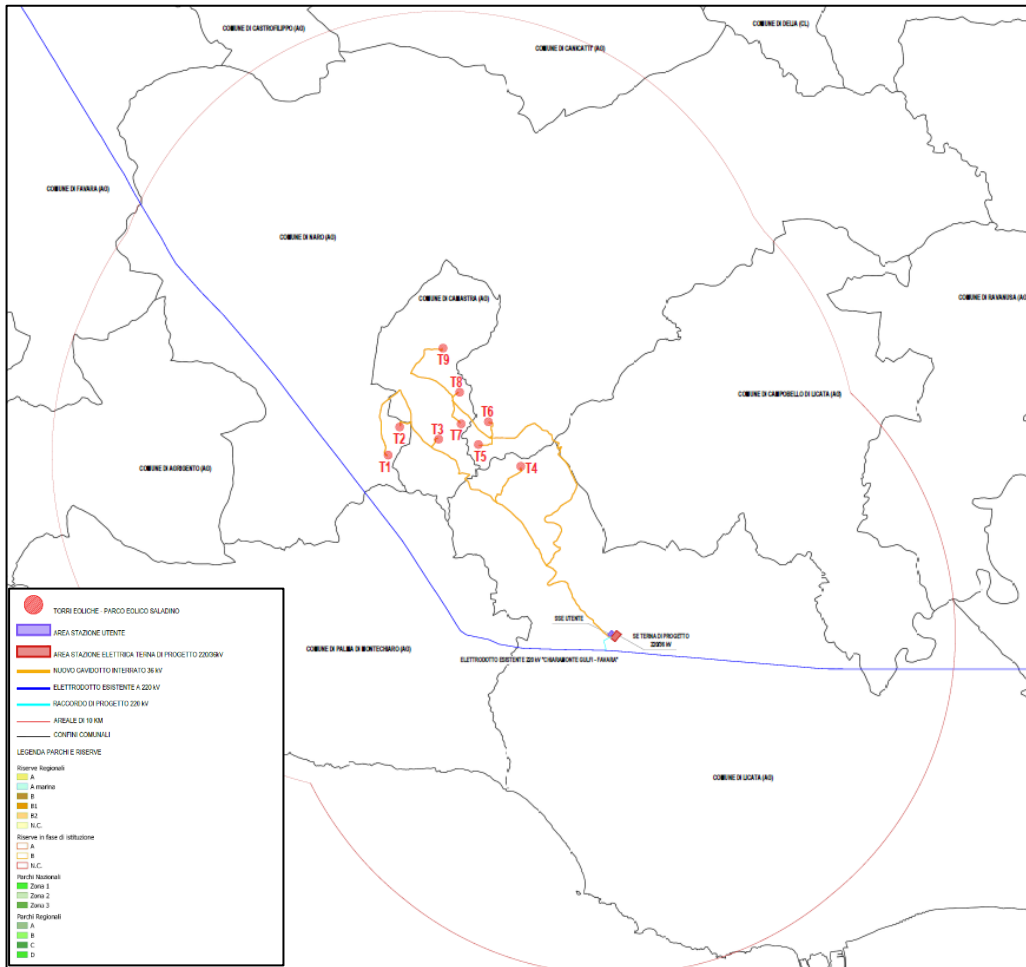 COMUNE DI CASTROFILIPPO (AG)
COMUNE DI DELIA (CL)
COMUNE DI CANICATTI' (AG)
COMUNE DI FAVARA (AG)
COMUNE DI NARO (AG)
COMUNE DI CAMASTRA (AG)
COMUNE DI RAVANUSA (AG)
T9
T8
COMUNE DI CAMPOBELLO DI LICATA (AG)
T6
T2
T3
T7
T5
T1
T4
COMUNE DI AGRIGENTO (AG)
SSE UTENTE
SE TERNA DI PROGETTO
220/36 kV
COMUNE DI PALMA DI MONTECHIARO (AG)
ELETTRODOTTO ESISTENTE 220 kV "CHIARAMONTE GULFI - FAVARA"
COMUNE DI LICATA (AG)
TORRI EOLICHE - PARCO EOLICO SALADINO
AREA STAZIONE UTENTE
AREA STAZIONE ELETTRICA TERNA DI PROGETTO 220/36kV
NUOVO CAVIDOTTO INTERRATO 36 kV
ELETTRODOTTO ESISTENTE A 220 kV
RACCORDO DI PROGETTO 220 kV
AREALE DI 10 KM
CONFINI COMUNALI
LEGENDA PARCHI E RISERVE
Riserve Regionali
A
A marina
B
B1
B2
N.C.
Riserve in fase di istituzione
A
B
N.C.
Parchi Nazionali
Zona 1
Zona 2
Zona 3
Parchi Regionali
A
B
C
D